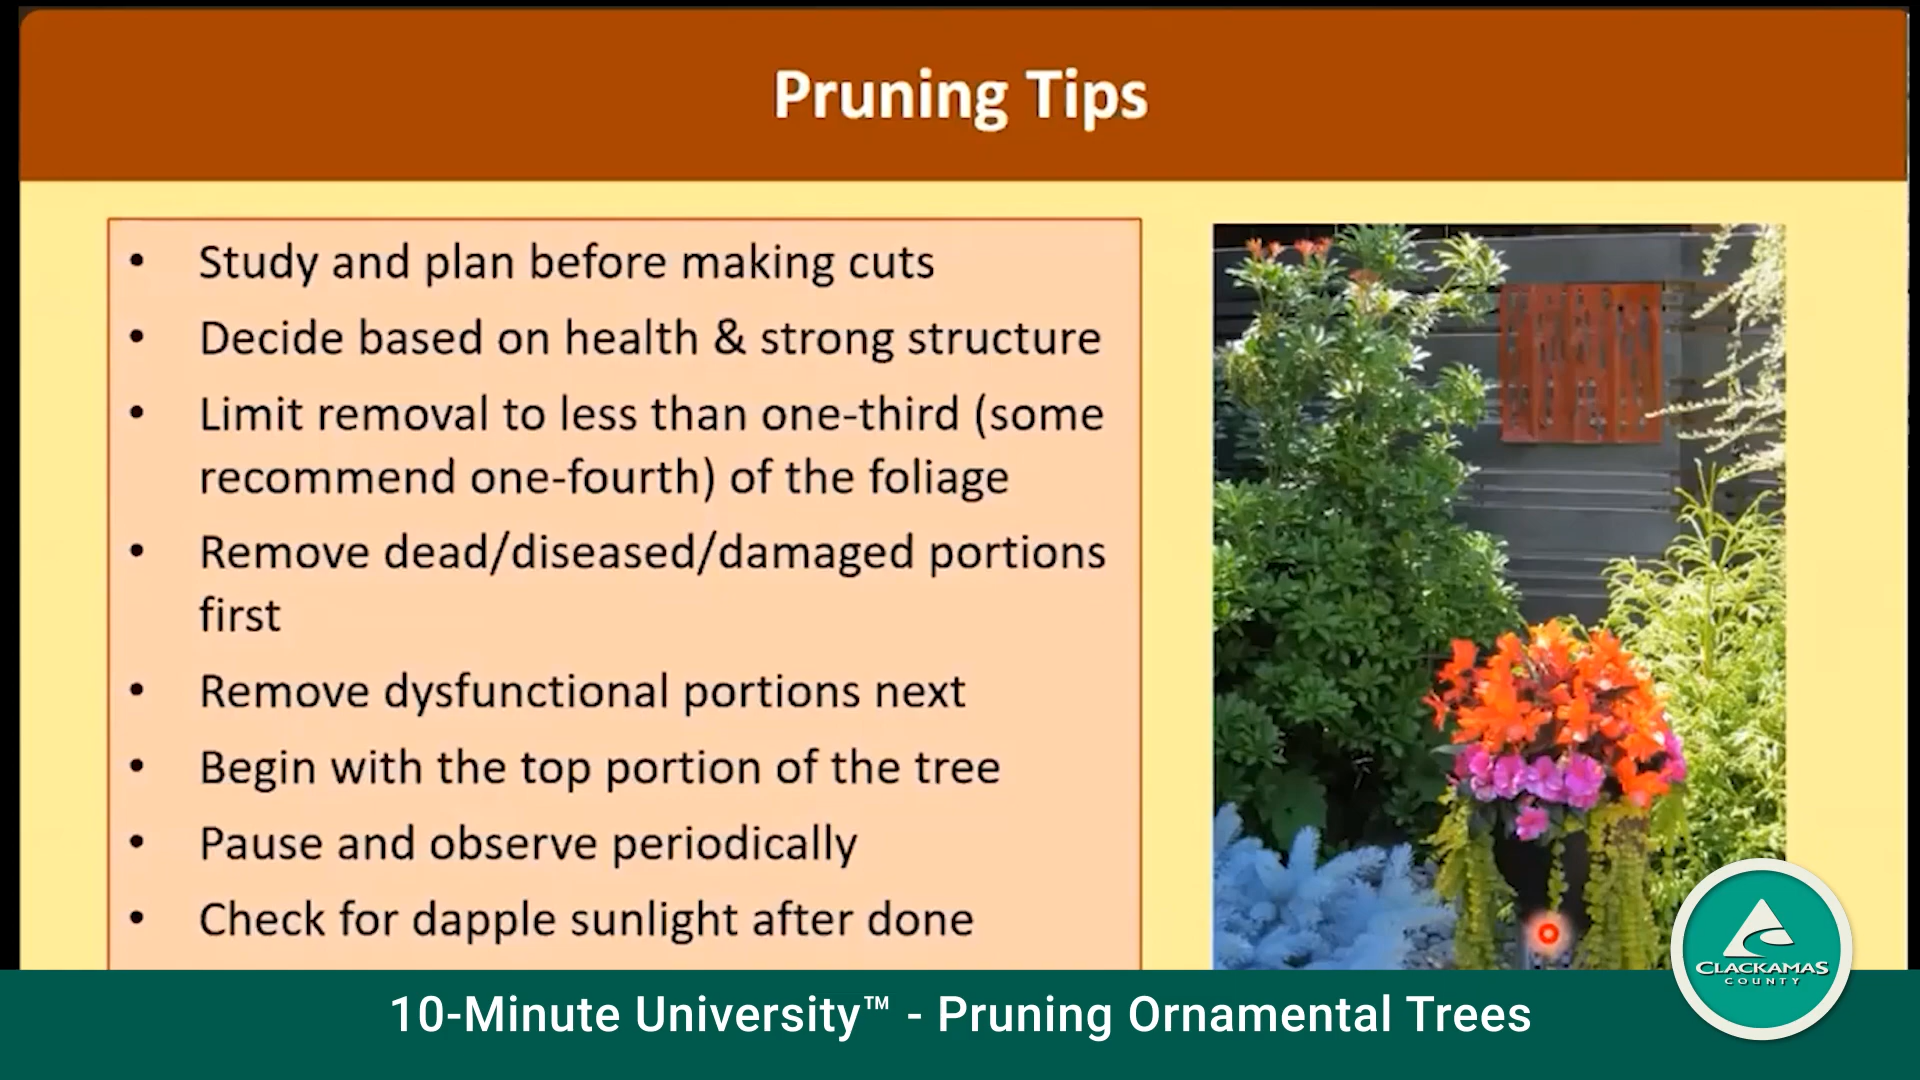 Pruning Tips
• Study and plan before making cuts
• Decide based on health & strong structure
• Limit removal to less than one-third (some
recommend one-fourth) of the foliage
• Remove dead/diseased/damaged portions
first
• Remove dysfunctional portions next
• Begin with the top portion of the tree
• Pause and observe periodically
• Check for dapple sunlight after done
CLACKAMAS
COUNTY
10-Minute University™ - Pruning Ornamental Trees